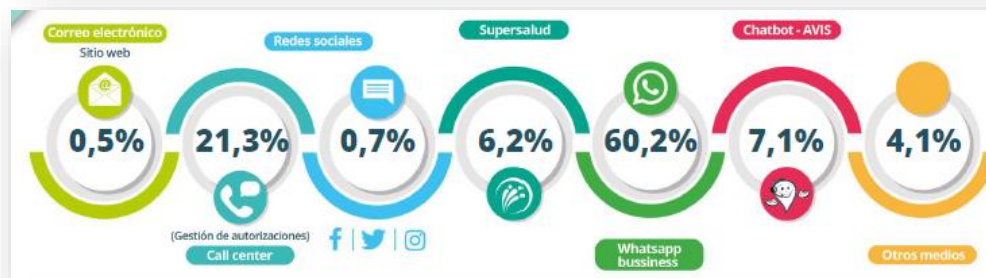 Correo electrónico
Sitio web
0,5%
21,3%
(Gestión de autorizaciones)
Call center
Redes sociales
0,7%
Supersalud
6,2%
60,2%
Whatsapp
bussiness
Chatbot - AVIS
7,1%
4,1%
Otros medios